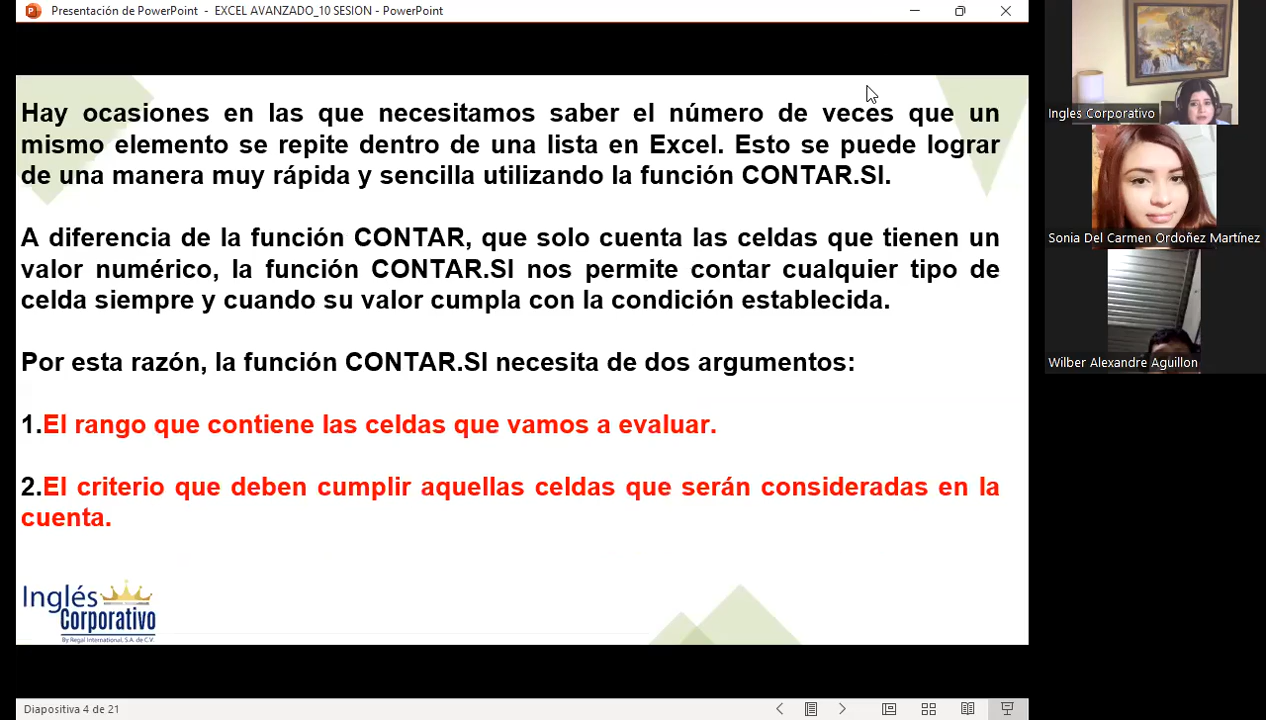 Presentación de PowerPoint - EXCEL AVANZADO_10 SESION - PowerPoint
Hay ocasiones en las que necesitamos saber el número de veces que un
mismo elemento se repite dentro de una lista en Excel. Esto se puede lograr
de una manera muy rápida y sencilla utilizando la función CONTAR.SI.
A diferencia de la función CONTAR, que solo cuenta las celdas que tienen un
valor numérico, la función CONTAR.SI nos permite contar cualquier tipo de
celda siempre y cuando su valor cumpla con la condición establecida.
Por esta razón, la función CONTAR.SI necesita de dos argumentos:
1.El rango que contiene las celdas que vamos a evaluar.
2.El criterio que deben cumplir aquellas celdas que serán consideradas en la
cuenta.
Inglés
Corporativo
By Regal International, S.A. de C.V.
Diapositiva 4 de 21
Ingles Corporativo
Sonia Del Carmen Ordoñez Martínez
Wilber Alexandre Aguillon